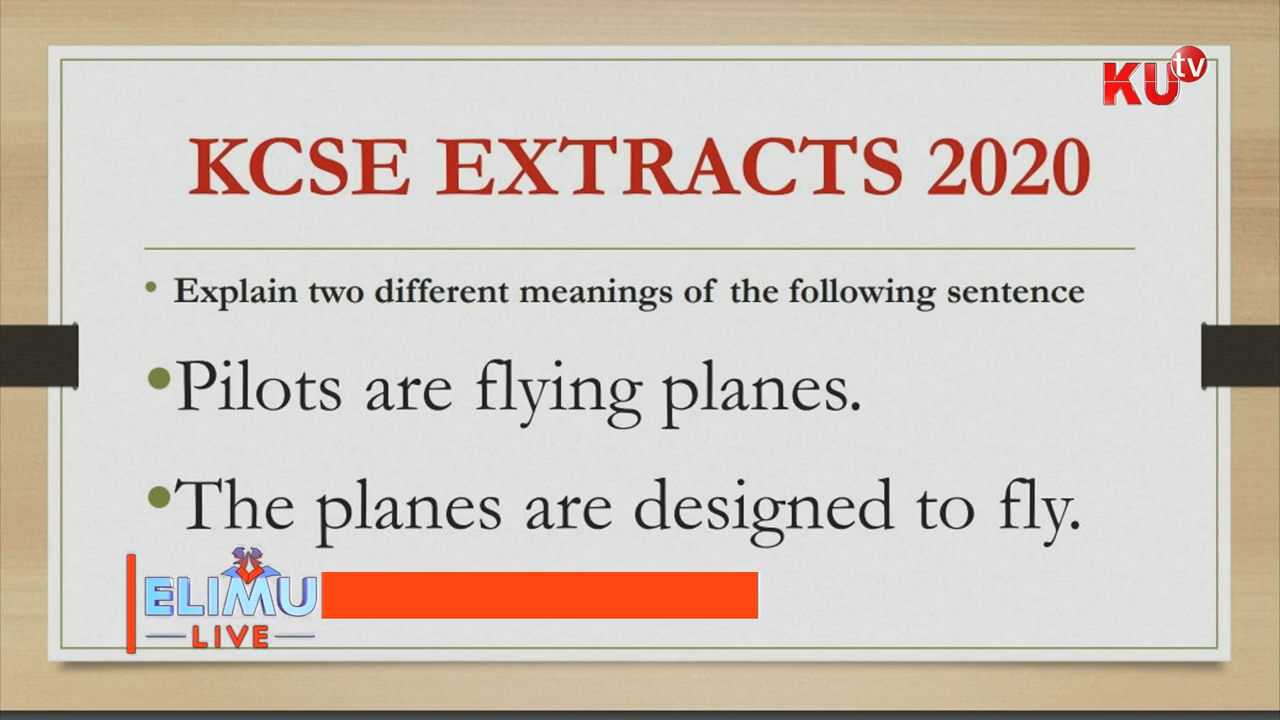 KU tv
KCSE EXTRACTS 2020
• Explain two different meanings of the following sentence
• Pilots are flying planes.
• The planes are designed to fly.
ELIMU
LIVE